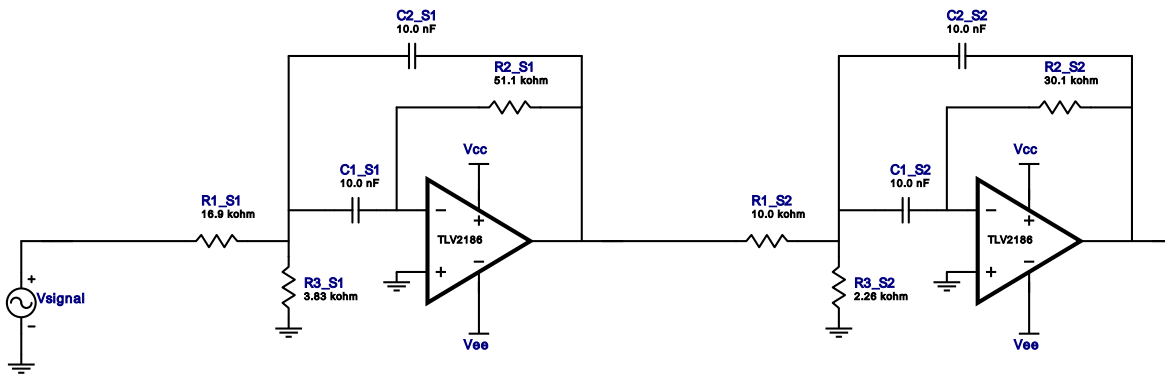 C2_S1
10.0 nF
R2_S1
51.1 kohm
Vcc
C1_S1
10.0 nF
R1_S1
16.9 kohm
−
+
TLV2186
+
−
R3_S1
3.83 kohm
Vee
+
Vsignal
−
C2_S2
10.0 nF
R2_S2
30.1 kohm
Vcc
C1_S2
10.0 nF
R1_S2
10.0 kohm
−
+
TLV2186
+
−
R3_S2
2.26 kohm
Vee